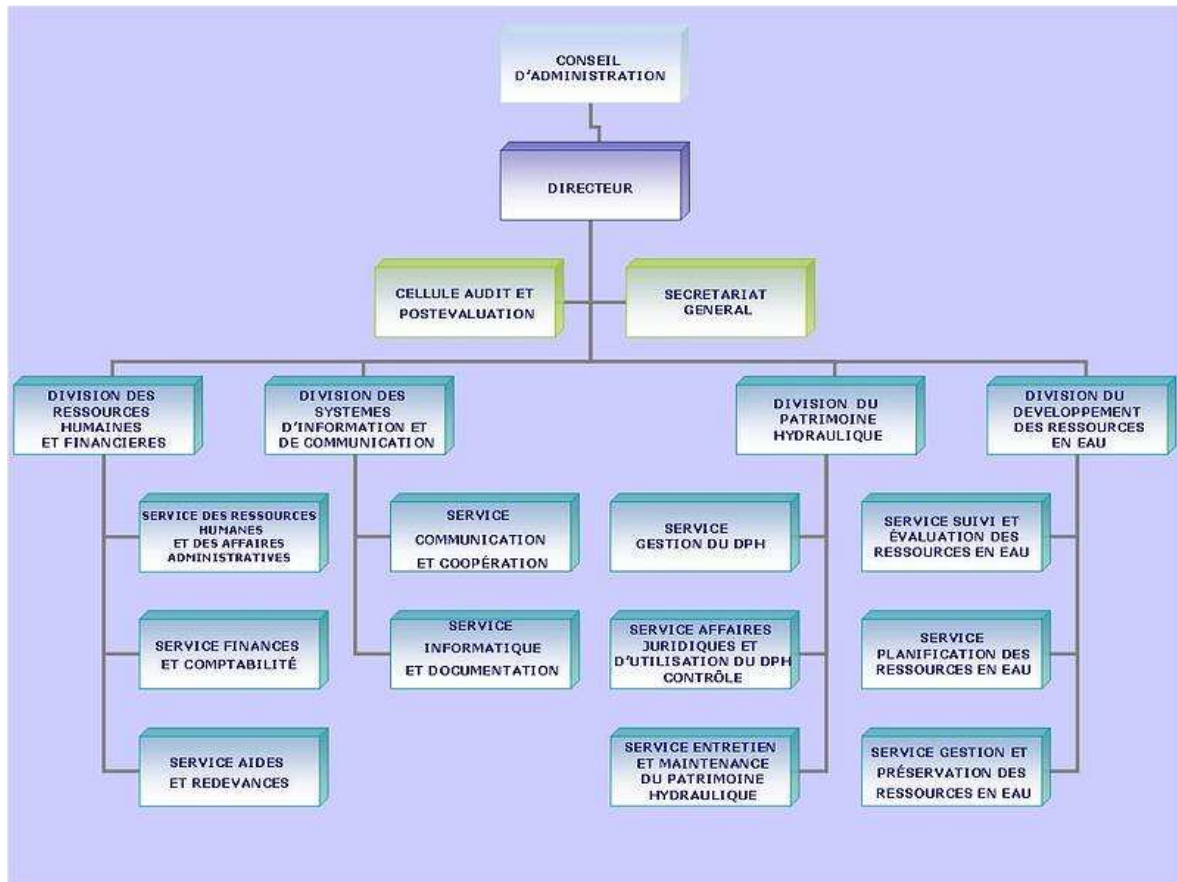 CONSEIL
D'ADMINISTRATION
DIRECTEUR
CELLULE AUDIT ET
POSTEVALUATION
SECRETARIAT
GENERAL
DIVISION DES
RESSOURCES
HUMAINES
ET FINANCIERES
DIVISION DES
SYSTEMES
D'INFORMATION ET
DE COMMUNICATION
DIVISION DU
PATRIMOINE
HYDRAULIQUE
DIVISION DU
DEVELOPPEMENT
DES RESSOURCES
EN EAU
SERVICE DES RESSOURCES
HUMANES
ET DES AFFAIRES
ADMINISTRATIVES
SERVICE
COMMUNICATION
ET COOPÉRATION
SERVICE
GESTION DU DPH
SERVICE SUIVI ET
ÉVALUATION DES
RESSOURCES EN EAU
SERVICE FINANCES
ET COMPTABILITÉ
SERVICE
INFORMATIQUE
ET DOCUMENTATION
SERVICE AFFAIRES
JURIDIQUES ET
D'UTILISATION DU DPH
CONTRÔLE
SERVICE
PLANIFICATION DES
RESSOURCES EN EAU
SERVICE AIDES
ET REDEVANCES
SERVICE ENTRETIEN
ET MAINTENANCE
DU PATRIMOINE
HYDRAULIQUE
SERVICE GESTION ET
PRÉSERVATION DES
RESSOURCES EN EAU